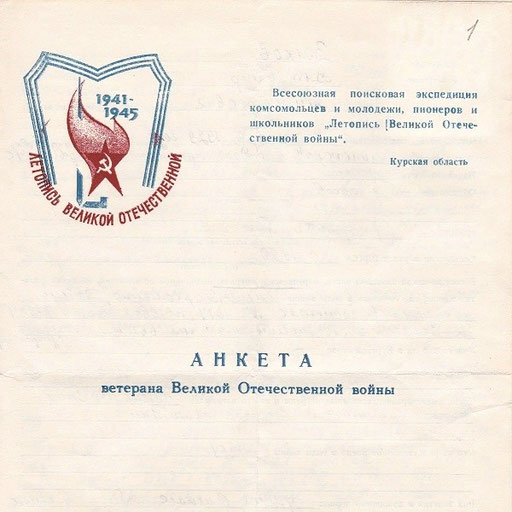 1
1941-
1945
ЛЕТОПИСЬ ВЕЛИКОЙ ОТЕЧЕСТВЕННОЙ
Всесоюзная поисковая экспедиция
комсомольцев и молодежи, пионеров и
школьников „Летопись Великой Отече-
ственной войны".
Курская область
АНКЕТА
ветерана Великой Отечественной войны